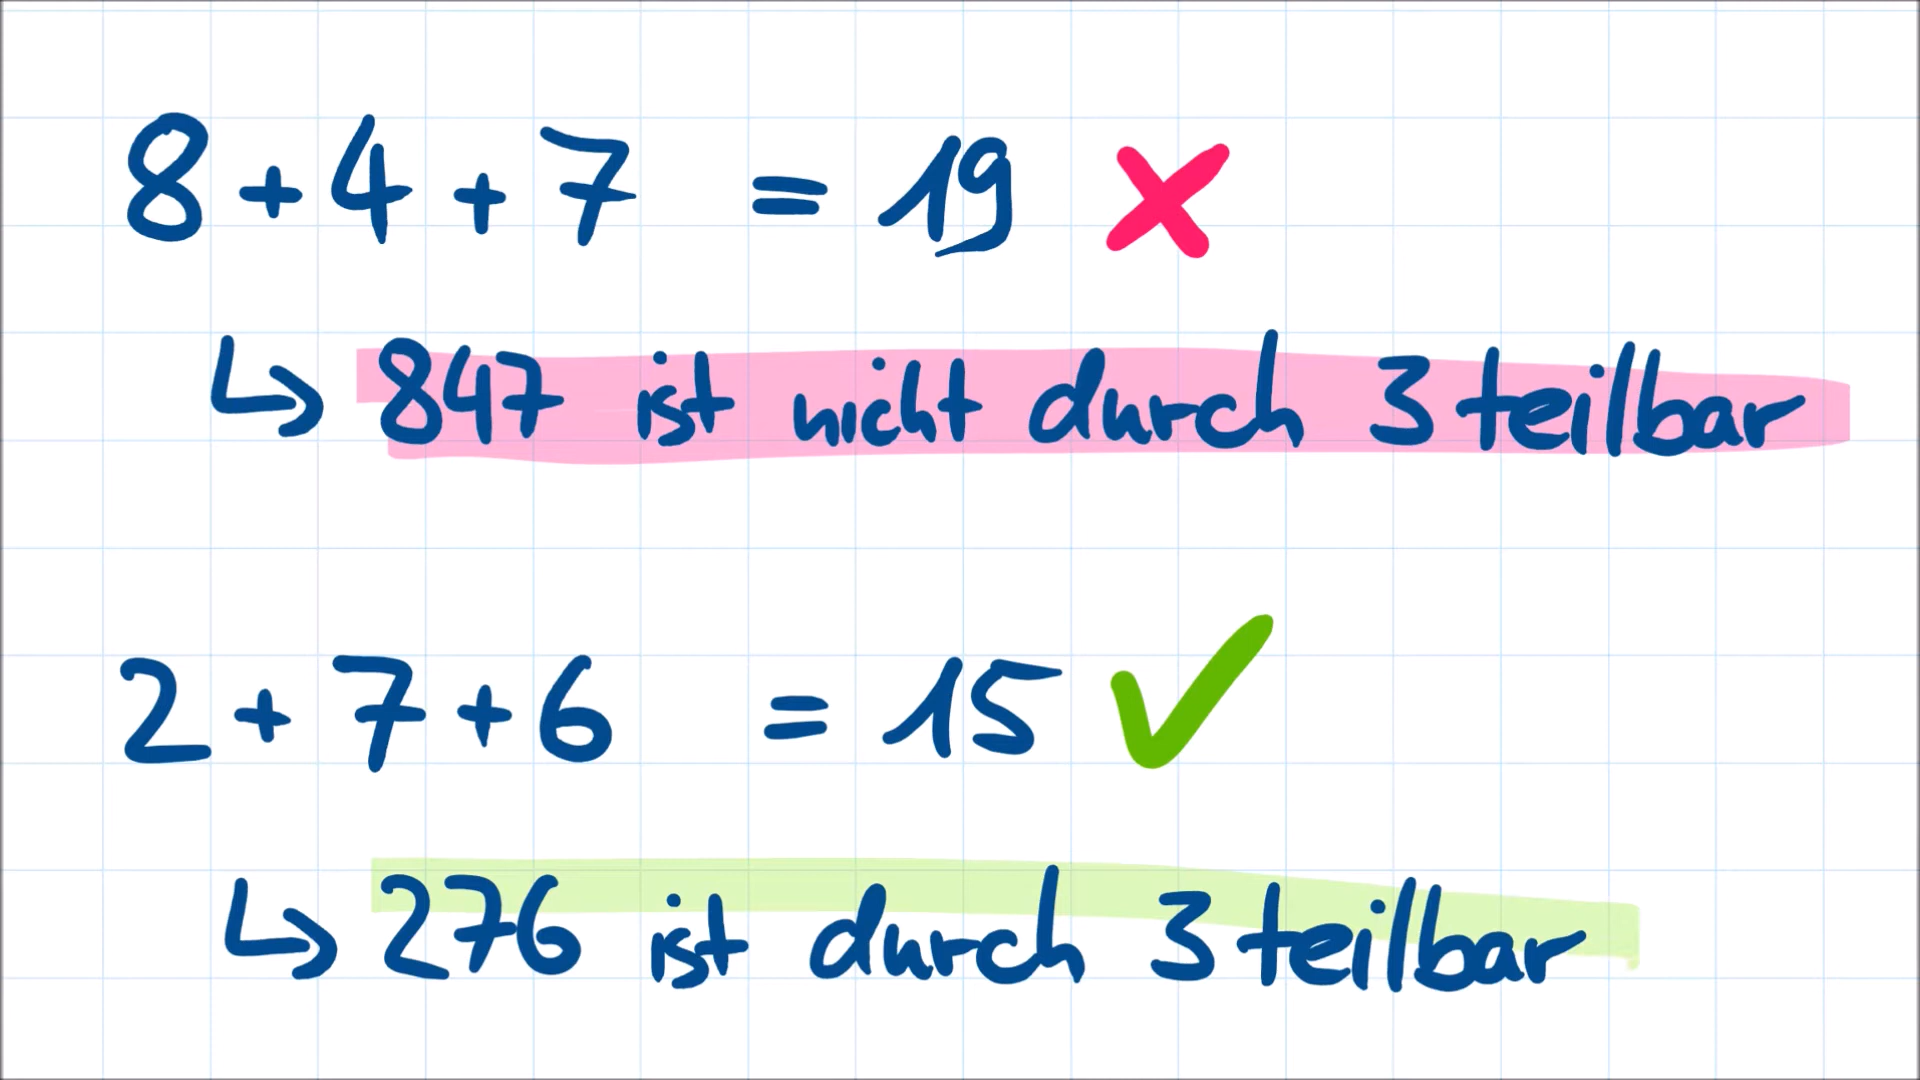 8 + 4 + 7 = 19 ✗
↳ 847 ist nicht durch 3 teilbar
2 + 7 + 6 = 15 ✓
↳ 276 ist durch 3 teilbar